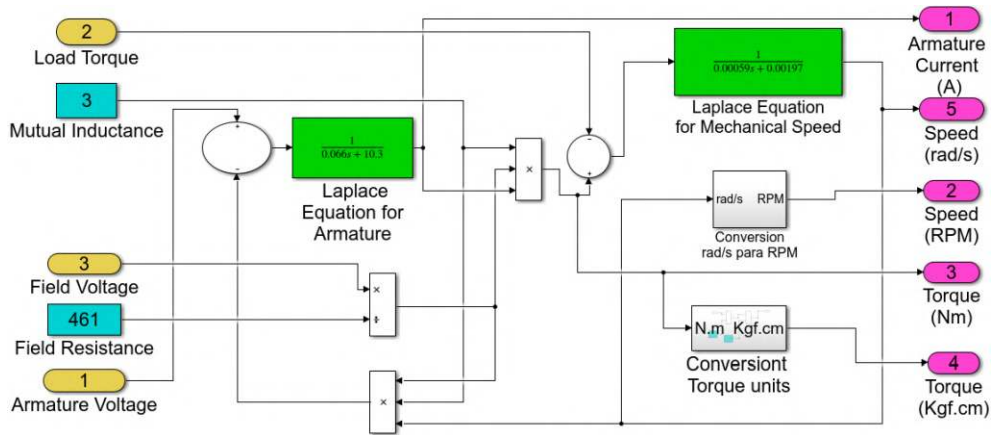 2
Load Torque
3
Mutual Inductance
+
−
1
0.066s + 10.3
Laplace
Equation for
Armature
3
Field Voltage
461
Field Resistance
1
Armature Voltage
×
÷
×
×
−
+
1
0.00059s + 0.00197
Laplace Equation
for Mechanical Speed
rad/s RPM
Conversion
rad/s para RPM
N.m Kgf.cm
Conversiont
Torque units
1
Armature
Current
(A)
5
Speed
(rad/s)
2
Speed
(RPM)
3
Torque
(Nm)
4
Torque
(Kgf.cm)